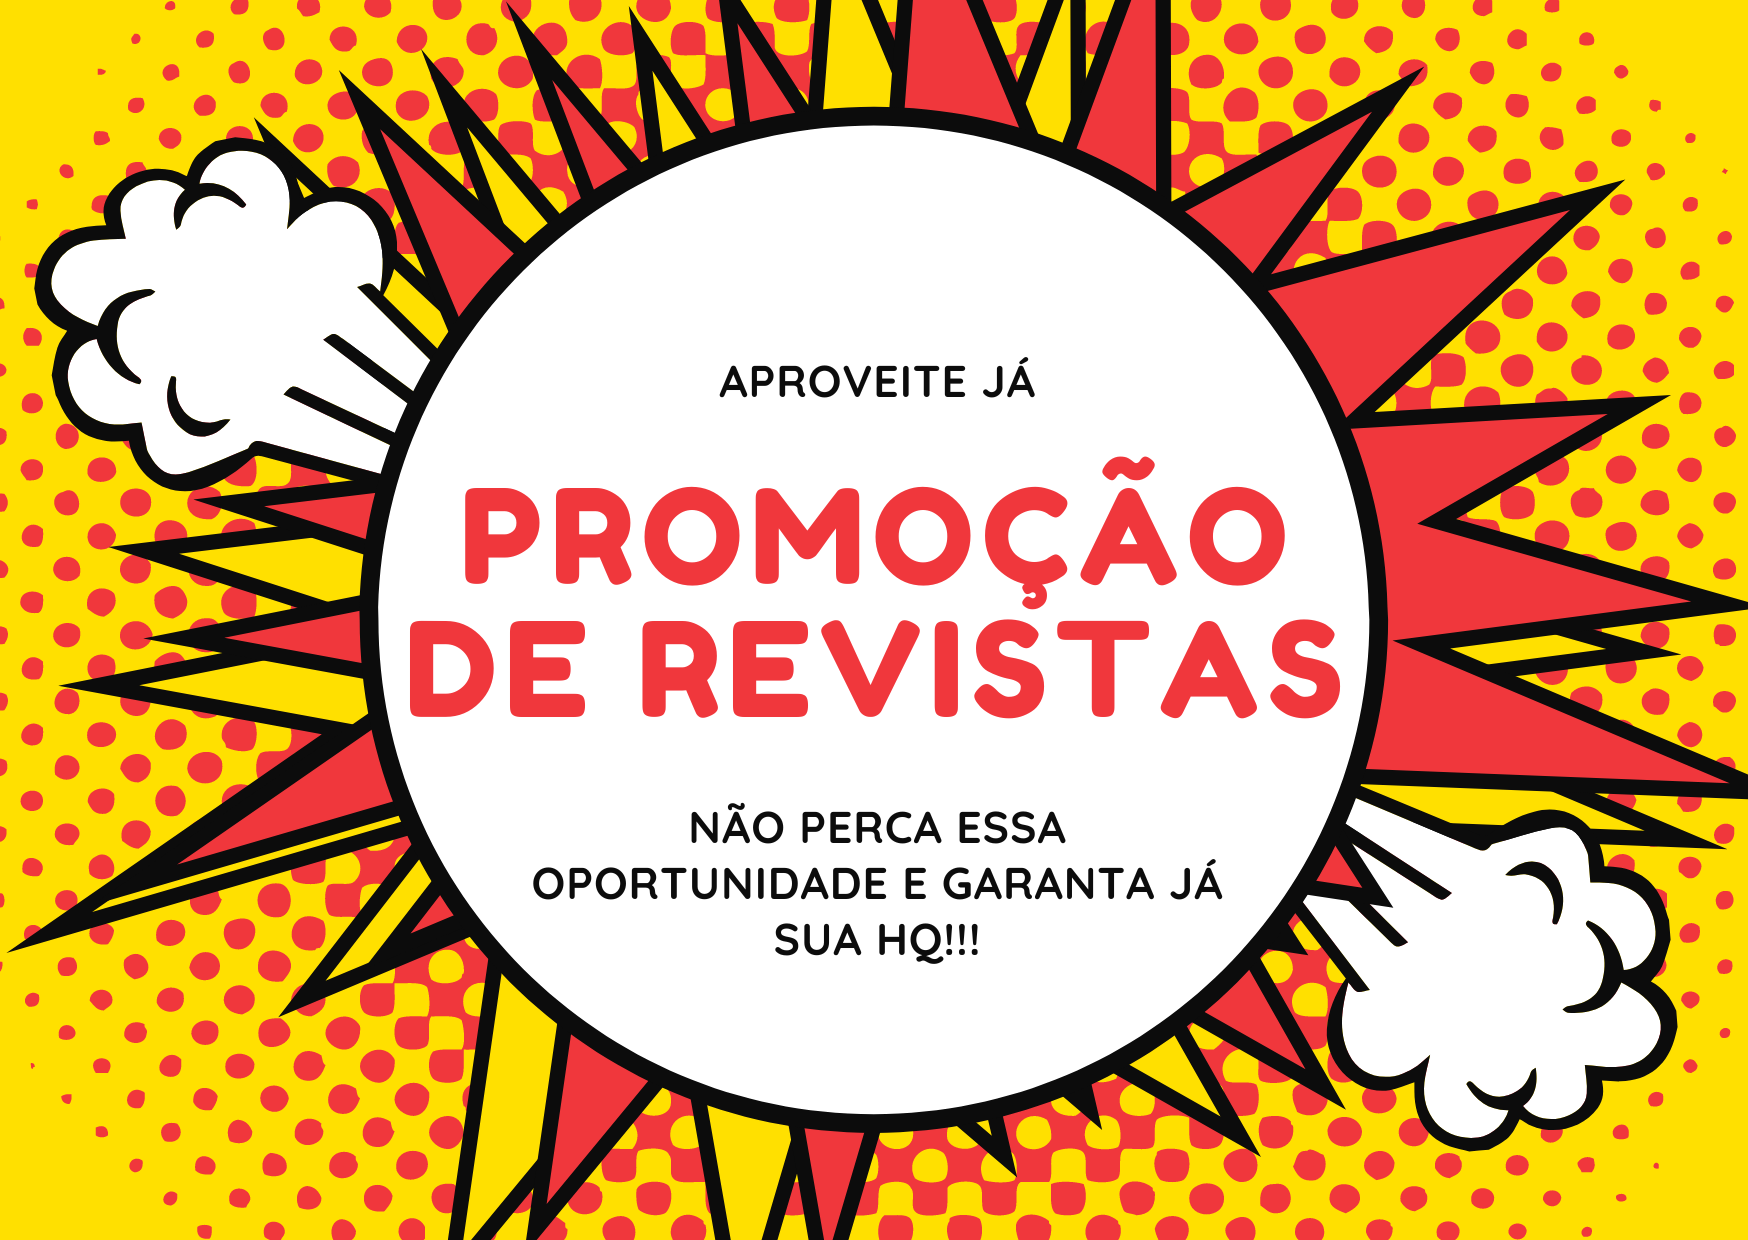 APROVEITE JÁ
PROMOÇÃO
DE REVISTAS
NÃO PERCA ESSA
OPORTUNIDADE E GARANTA JÁ
SUA HQ!!!